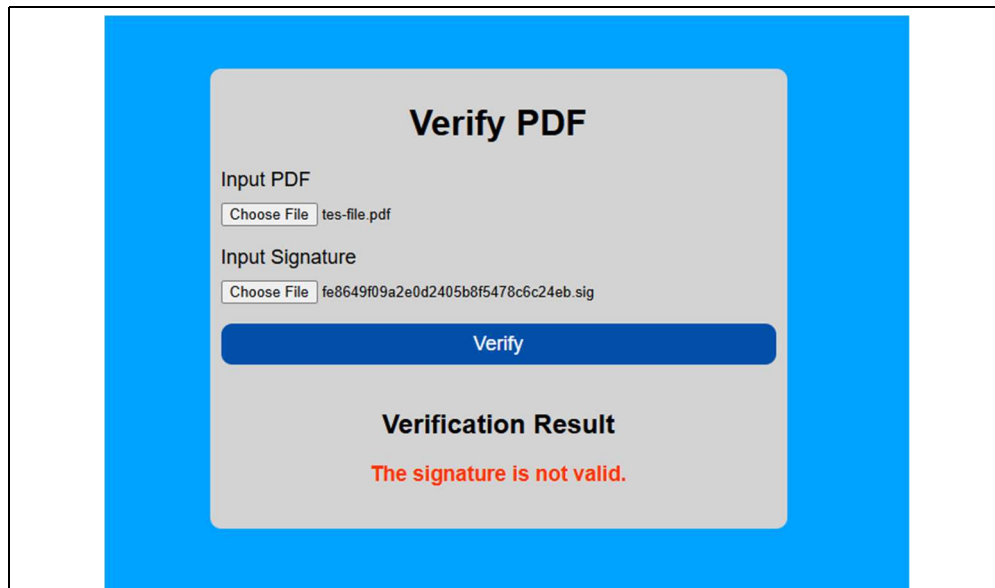 Verify PDF
Input PDF
Choose File tes-file.pdf
Input Signature
Choose File fe8649f09a2e0d2405b8f5478c6c24eb.sig
Verify
Verification Result
The signature is not valid.